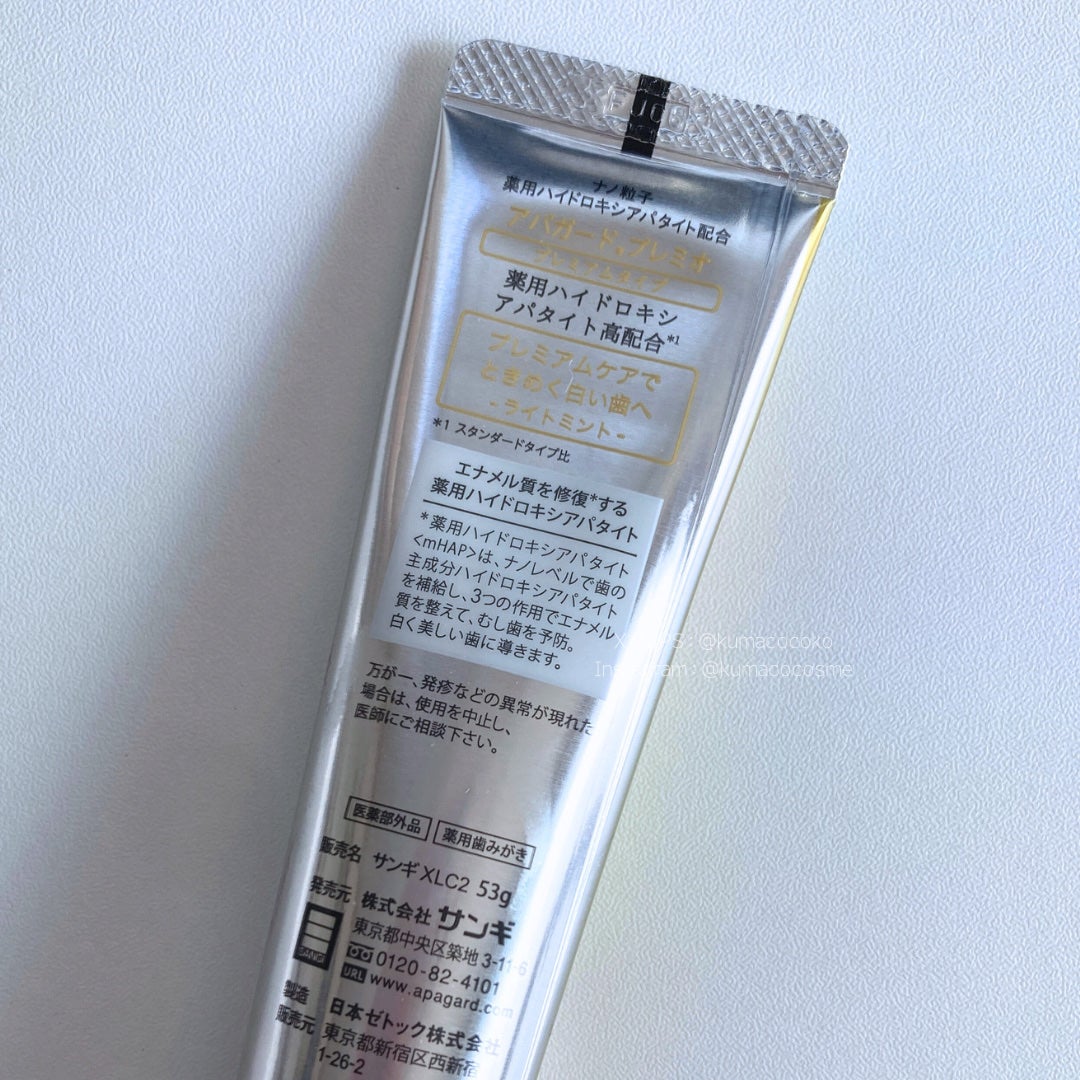 ナノ粒子
薬用ハイドロキシアパタイト配合
アパガード®プレミオ
プレミアムタイプ
薬用ハイドロキシ
アパタイト高配合*1
プレミアムケアで
ときめく白い歯へ
-ライトミント-
*1 スタンダードタイプ比
エナメル質を修復*する
薬用ハイドロキシアパタイト
*薬用ハイドロキシアパタイト
<mHAP>は、ナノレベルで歯の
主成分ハイドロキシアパタイト
を補給し、3つの作用でエナメル
質を整えて、むし歯を予防。
白く美しい歯に導きます。
@kumacocoko
Instagram: @kumacocosme
万が一、発疹などの異常が現れた
場合は、使用を中止し、
医師にご相談下さい。
医薬部外品 薬用歯みがき
販売名 サンギXLC2 53g
発売元 株式会社サンギ
SANGI
東京都中央区築地 3-11-6
0120-82-4101
URL www.apagard.com
製造
販売元 日本ゼトック株式会社
東京都新宿区西新宿
1-26-2